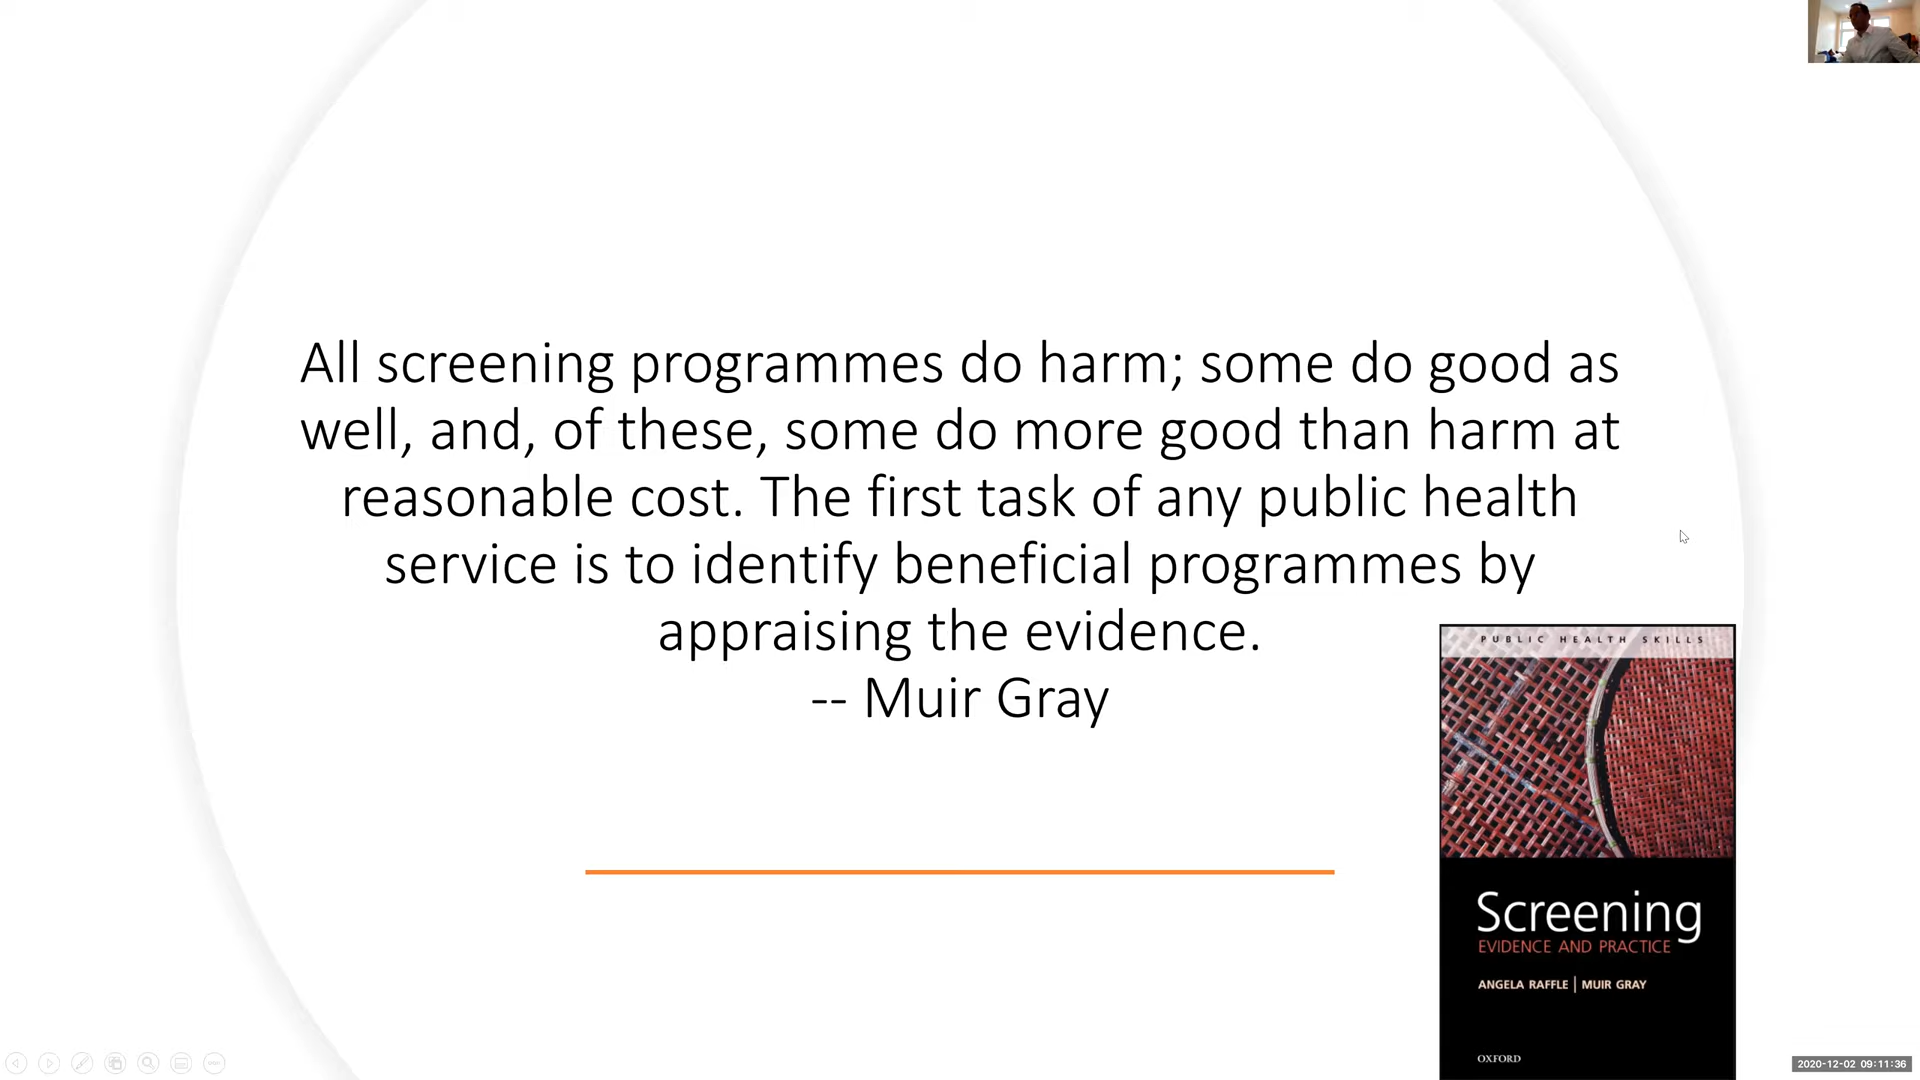 All screening programmes do harm; some do good as
well, and, of these, some do more good than harm at
reasonable cost. The first task of any public health
service is to identify beneficial programmes by
appraising the evidence.
-- Muir Gray
PUBLIC HEALTH SKILLS
Screening
EVIDENCE AND PRACTICE
ANGELA RAFFLE | MUIR GRAY
OXFORD
2020-12-02 09:11:36